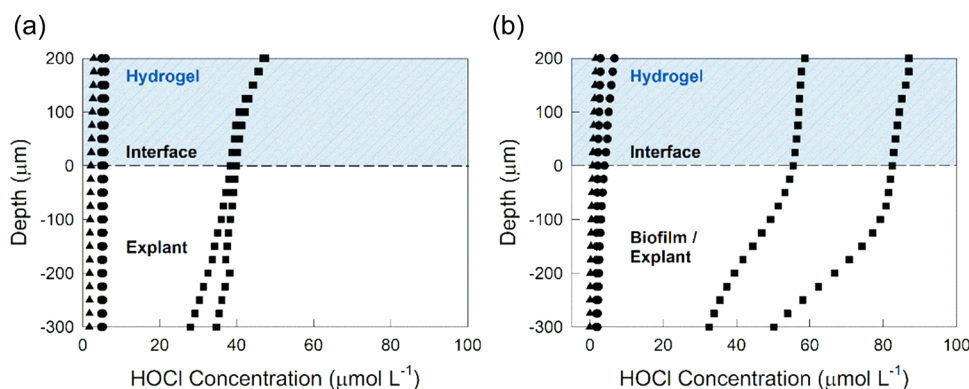 (a)
200
100
0
-100
-200
-300
Depth (μm)
Hydrogel
Interface
Explant
0
20
40
60
80
100
HOCl Concentration (μmol L⁻¹)
(b)
200
100
0
-100
-200
-300
Depth (μm)
Hydrogel
Interface
Biofilm /
Explant
0
20
40
60
80
100
HOCl Concentration (μmol L⁻¹)